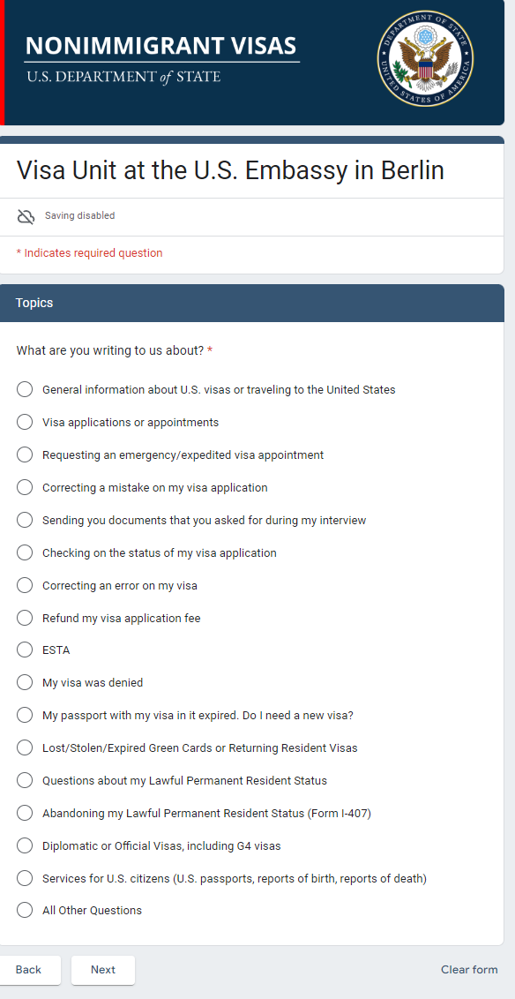 NONIMMIGRANT VISAS
U.S. DEPARTMENT of STATE
DEPARTMENT OF STATE
UNITED STATES OF AMERICA
Visa Unit at the U.S. Embassy in Berlin
Saving disabled
* Indicates required question
Topics
What are you writing to us about? *
General information about U.S. visas or traveling to the United States
Visa applications or appointments
Requesting an emergency/expedited visa appointment
Correcting a mistake on my visa application
Sending you documents that you asked for during my interview
Checking on the status of my visa application
Correcting an error on my visa
Refund my visa application fee
ESTA
My visa was denied
My passport with my visa in it expired. Do I need a new visa?
Lost/Stolen/Expired Green Cards or Returning Resident Visas
Questions about my Lawful Permanent Resident Status
Abandoning my Lawful Permanent Resident Status (Form I-407)
Diplomatic or Official Visas, including G4 visas
Services for U.S. citizens (U.S. passports, reports of birth, reports of death)
All Other Questions
Back
Next
Clear form